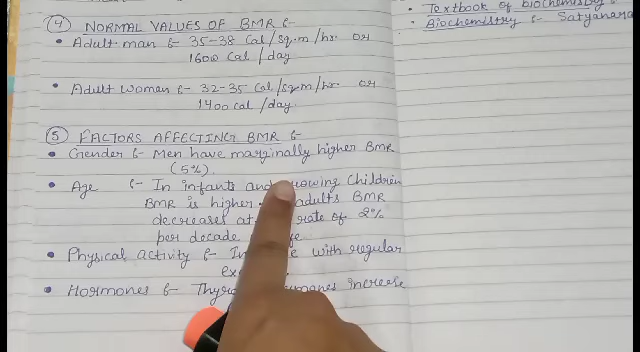 ④ NORMAL VALUES OF BMR :-
• Adult man :- 35-38 Cal/sq.m/hr. or
1600 Cal/day
• Adult Woman :- 32-35 Cal/sq.m/hr. or
1400 cal/day.
⑤ FACTORS AFFECTING BMR :-
• Gender :- Men have marginally higher BMR
(5%).
• Age :- In infants and growing Children
BMR is higher. adults BMR
decreases at rate of 2%
per decade
• Physical activity :- with regular
• Hormones :- increase
• Textbook of Biochemistry
• Biochemistry :- Satyanara